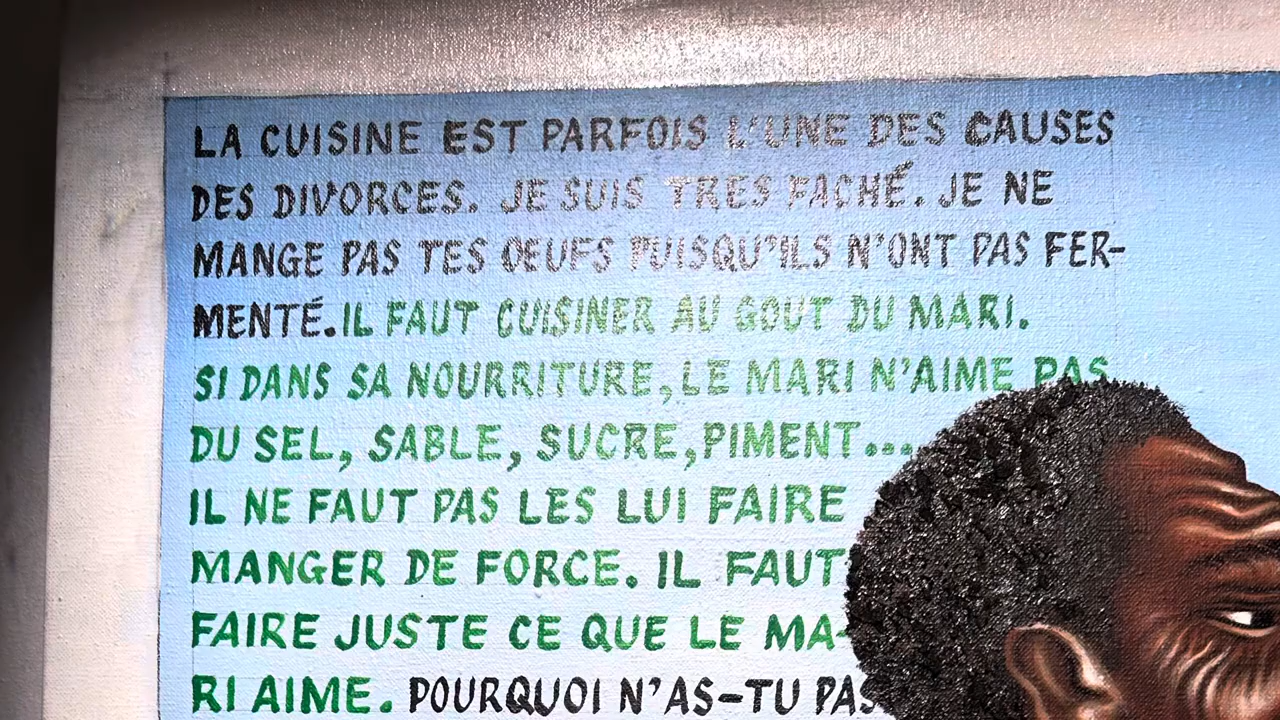 LA CUISINE EST PARFOIS L'UNE DES CAUSES
DES DIVORCES. JE SUIS TRES FACHÉ. JE NE
MANGE PAS TES OEUFS PUISQU'ILS N'ONT PAS FER-
MENTÉ. IL FAUT CUISINER AU GOUT DU MARI.
SI DANS SA NOURRITURE, LE MARI N'AIME PAS
DU SEL, SABLE, SUCRE, PIMENT...
IL NE FAUT PAS LES LUI FAIRE
MANGER DE FORCE. IL FAUT
FAIRE JUSTE CE QUE LE MA-
RI AIME. POURQUOI N'AS-TU PAS